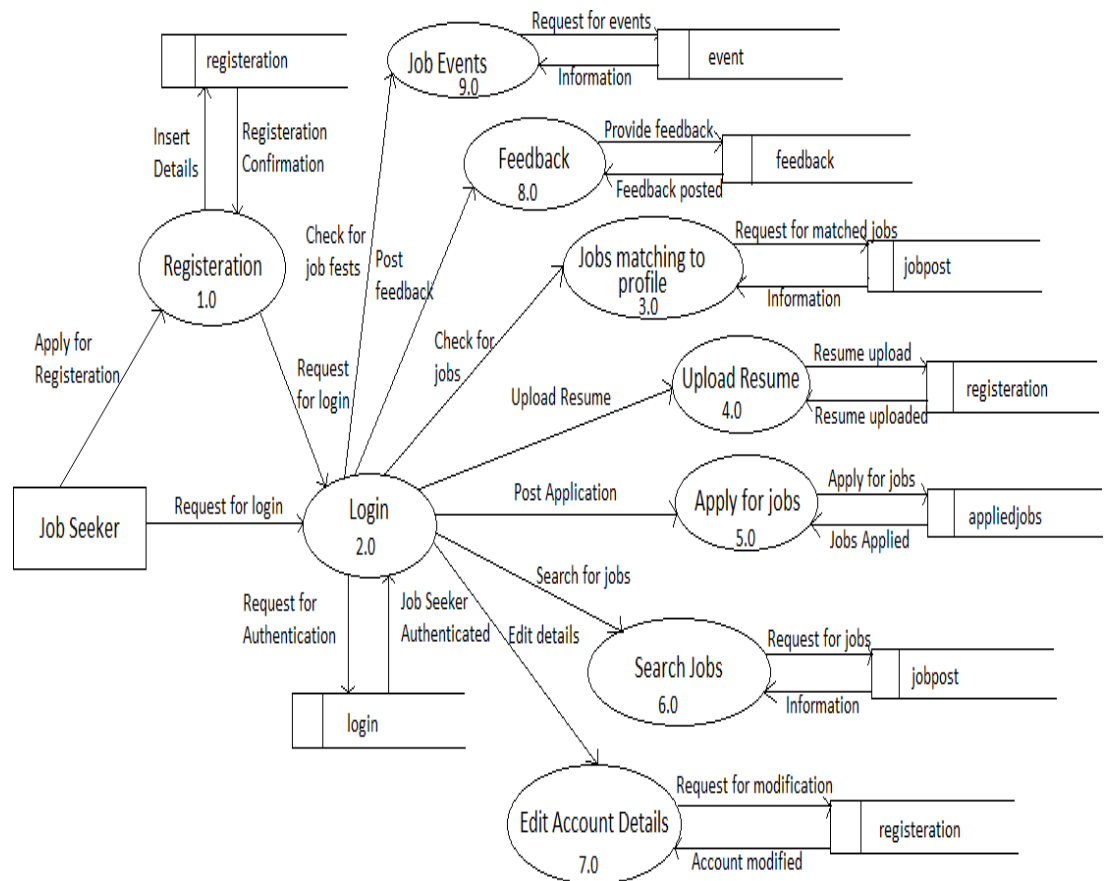 Request for events
Job Events
9.0
event
Information
registeration
Insert
Details
Registeration
Confirmation
Provide feedback
Feedback
8.0
feedback
Feedback posted
Registeration
1.0
Check for
job fests
Post
feedback
Request for matched jobs
Jobs matching to
profile
3.0
jobpost
Information
Apply for
Registeration
Request
for login
Check for
jobs
Upload Resume
Resume upload
Upload Resume
4.0
registeration
Resume uploaded
Job Seeker
Request for login
Login
2.0
Post Application
Apply for jobs
Apply for jobs
5.0
appliedjobs
Jobs Applied
Request for
Authentication
Job Seeker
Authenticated
Search for jobs
Edit details
Request for jobs
Search Jobs
6.0
jobpost
Information
login
Request for modification
Edit Account Details
7.0
registeration
Account modified